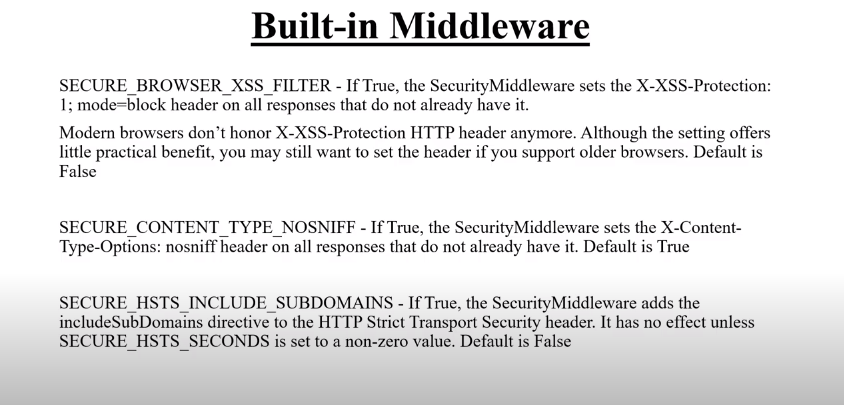 Built-in Middleware
SECURE_BROWSER_XSS_FILTER - If True, the SecurityMiddleware sets the X-XSS-Protection:
1; mode=block header on all responses that do not already have it.
Modern browsers don’t honor X-XSS-Protection HTTP header anymore. Although the setting offers
little practical benefit, you may still want to set the header if you support older browsers. Default is
False
SECURE_CONTENT_TYPE_NOSNIFF - If True, the SecurityMiddleware sets the X-Content-
Type-Options: nosniff header on all responses that do not already have it. Default is True
SECURE_HSTS_INCLUDE_SUBDOMAINS - If True, the SecurityMiddleware adds the
includeSubDomains directive to the HTTP Strict Transport Security header. It has no effect unless
SECURE_HSTS_SECONDS is set to a non-zero value. Default is False